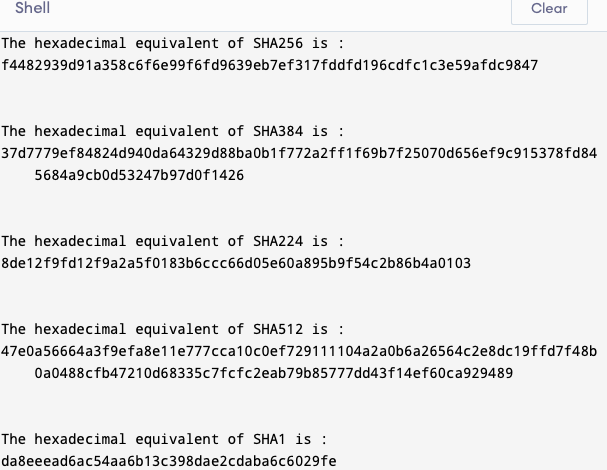 Shell
Clear
The hexadecimal equivalent of SHA256 is :
f4482939d91a358c6f6e99f6fd9639eb7ef317fddfd196cdfc1c3e59afdc9847
The hexadecimal equivalent of SHA384 is :
37d7779ef84824d940da64329d88ba0b1f772a2ff1f69b7f25070d656ef9c915378fd84
5684a9cb0d53247b97d0f1426
The hexadecimal equivalent of SHA224 is :
8de12f9fd12f9a2a5f0183b6ccc66d05e60a895b9f54c2b86b4a0103
The hexadecimal equivalent of SHA512 is :
47e0a56664a3f9efa8e11e777cca10c0ef729111104a2a0b6a26564c2e8dc19ffd7f48b
0a0488cfb47210d68335c7fcfc2eab79b85777dd43f14ef60ca929489
The hexadecimal equivalent of SHA1 is :
da8eeead6ac54aa6b13c398dae2cdaba6c6029fe